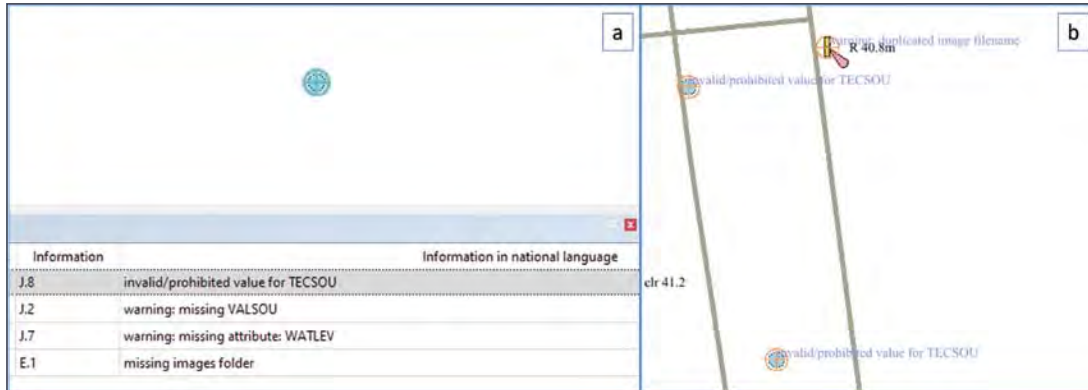 a
Information Information in national language
J.8 invalid/prohibited value for TECSOU
J.2 warning: missing VALSOU
J.7 warning: missing attribute: WATLEV
E.1 missing images folder
b
warning: duplicated image filename
R 40.8m
invalid/prohibited value for TECSOU
clr 41.2
invalid/prohibited value for TECSOU